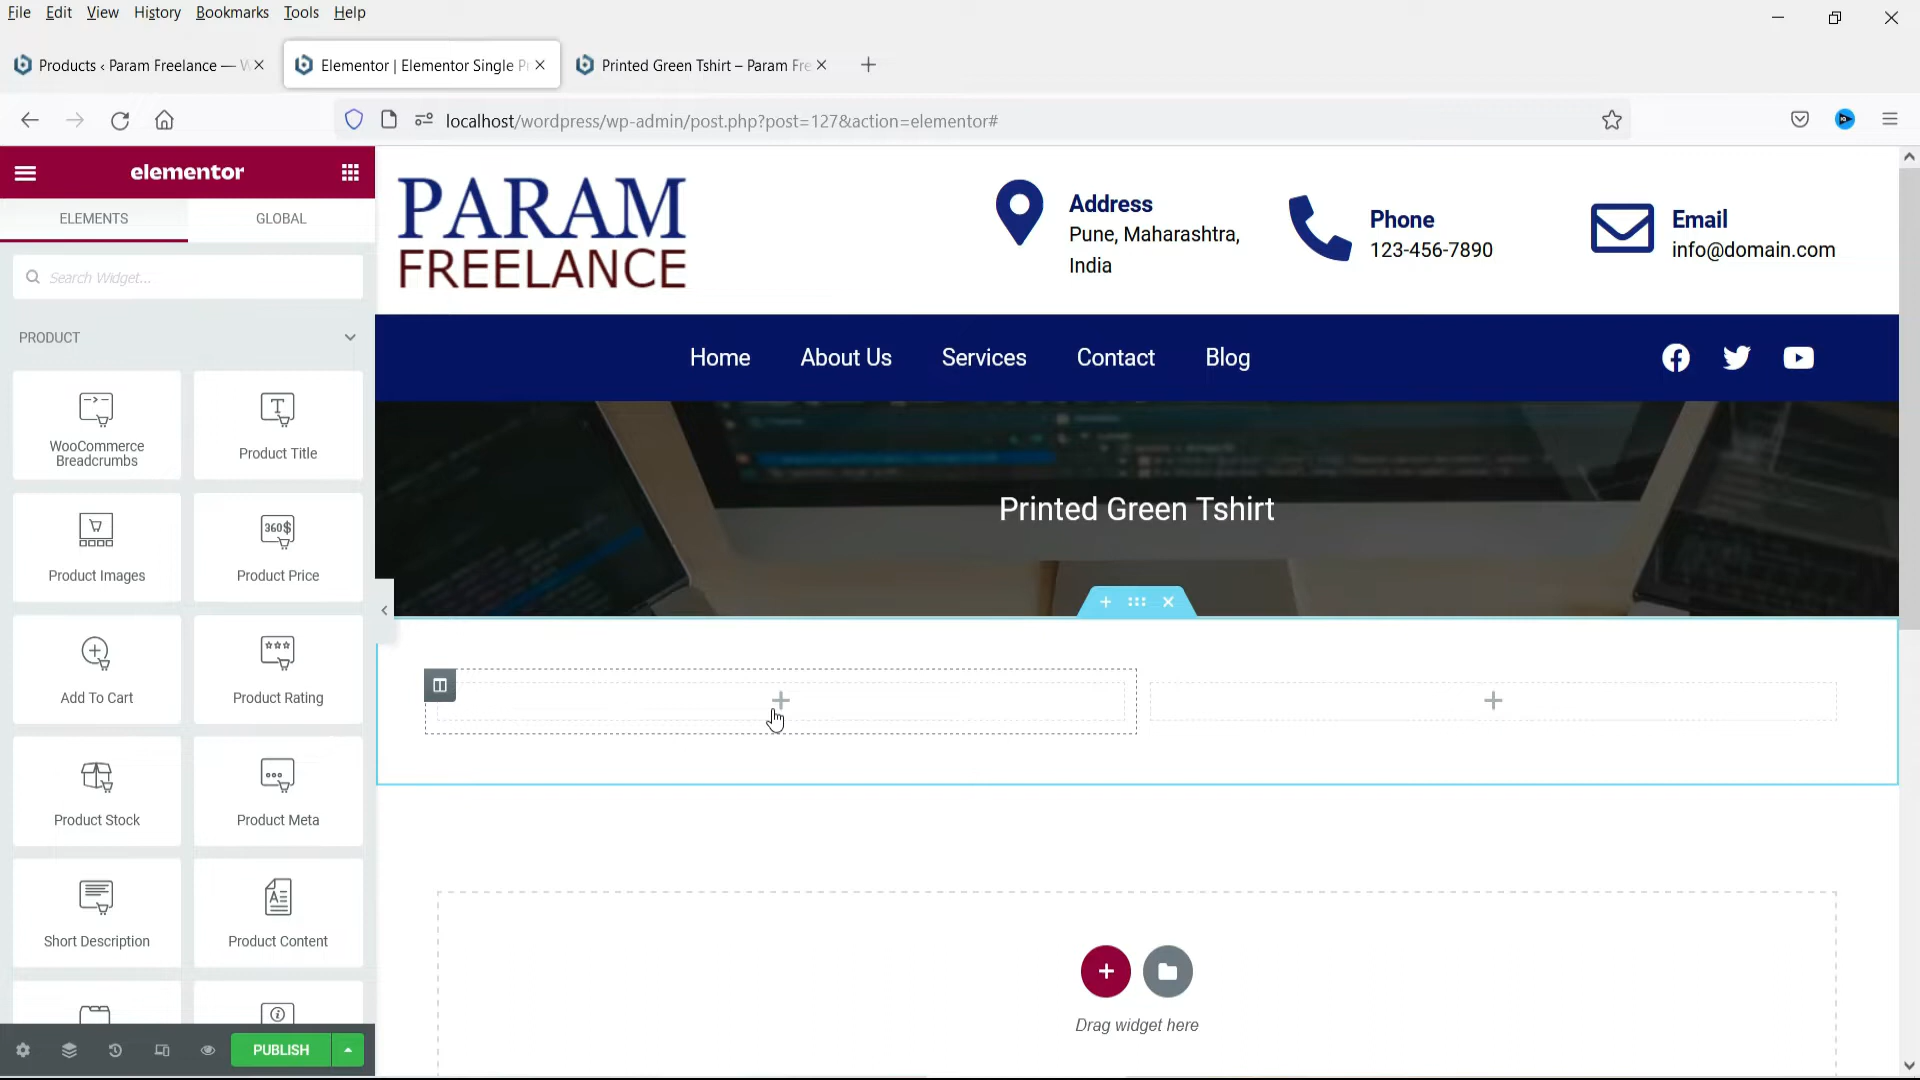 File Edit View History Bookmarks Tools Help
Products ‹ Param Freelance — W
Elementor | Elementor Single Pr
Printed Green Tshirt – Param Fre
localhost/wordpress/wp-admin/post.php?post=127&action=elementor#
elementor
ELEMENTS
GLOBAL
Search Widget...
PRODUCT
WooCommerce
Breadcrumbs
Product Title
Product Images
Product Price
360$
Add To Cart
Product Rating
Product Stock
Product Meta
Short Description
Product Content
PUBLISH
PARAM
FREELANCE
Address
Pune, Maharashtra,
India
Phone
123-456-7890
Email
info@domain.com
Home About Us Services Contact Blog
Printed Green Tshirt
Drag widget here